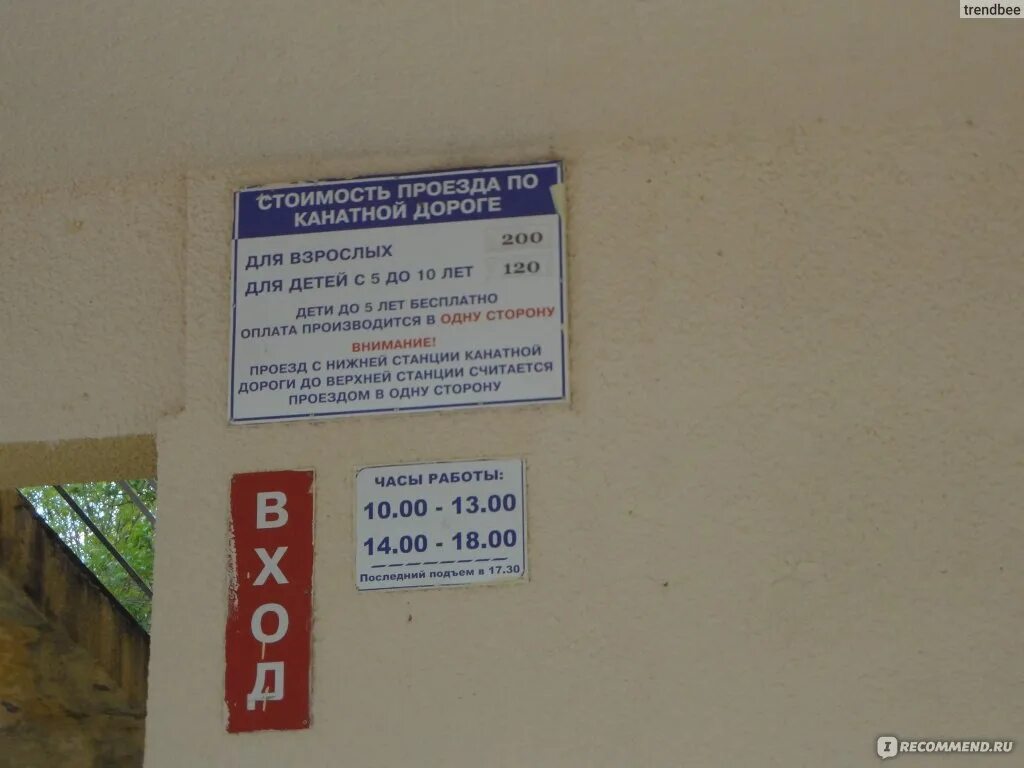 trendbee
СТОИМОСТЬ ПРОЕЗДА ПО
КАНАТНОЙ ДОРОГЕ
ДЛЯ ВЗРОСЛЫХ 200
ДЛЯ ДЕТЕЙ С 5 ДО 10 ЛЕТ 120
ДЕТИ ДО 5 ЛЕТ БЕСПЛАТНО
ОПЛАТА ПРОИЗВОДИТСЯ В ОДНУ СТОРОНУ
ВНИМАНИЕ!
ПРОЕЗД С НИЖНЕЙ СТАНЦИИ КАНАТНОЙ
ДОРОГИ ДО ВЕРХНЕЙ СТАНЦИИ СЧИТАЕТСЯ
ПРОЕЗДОМ В ОДНУ СТОРОНУ
ВХОД
ЧАСЫ РАБОТЫ:
10.00 - 13.00
14.00 - 18.00
Последний подъем в 17.30
IRECOMMEND.RU